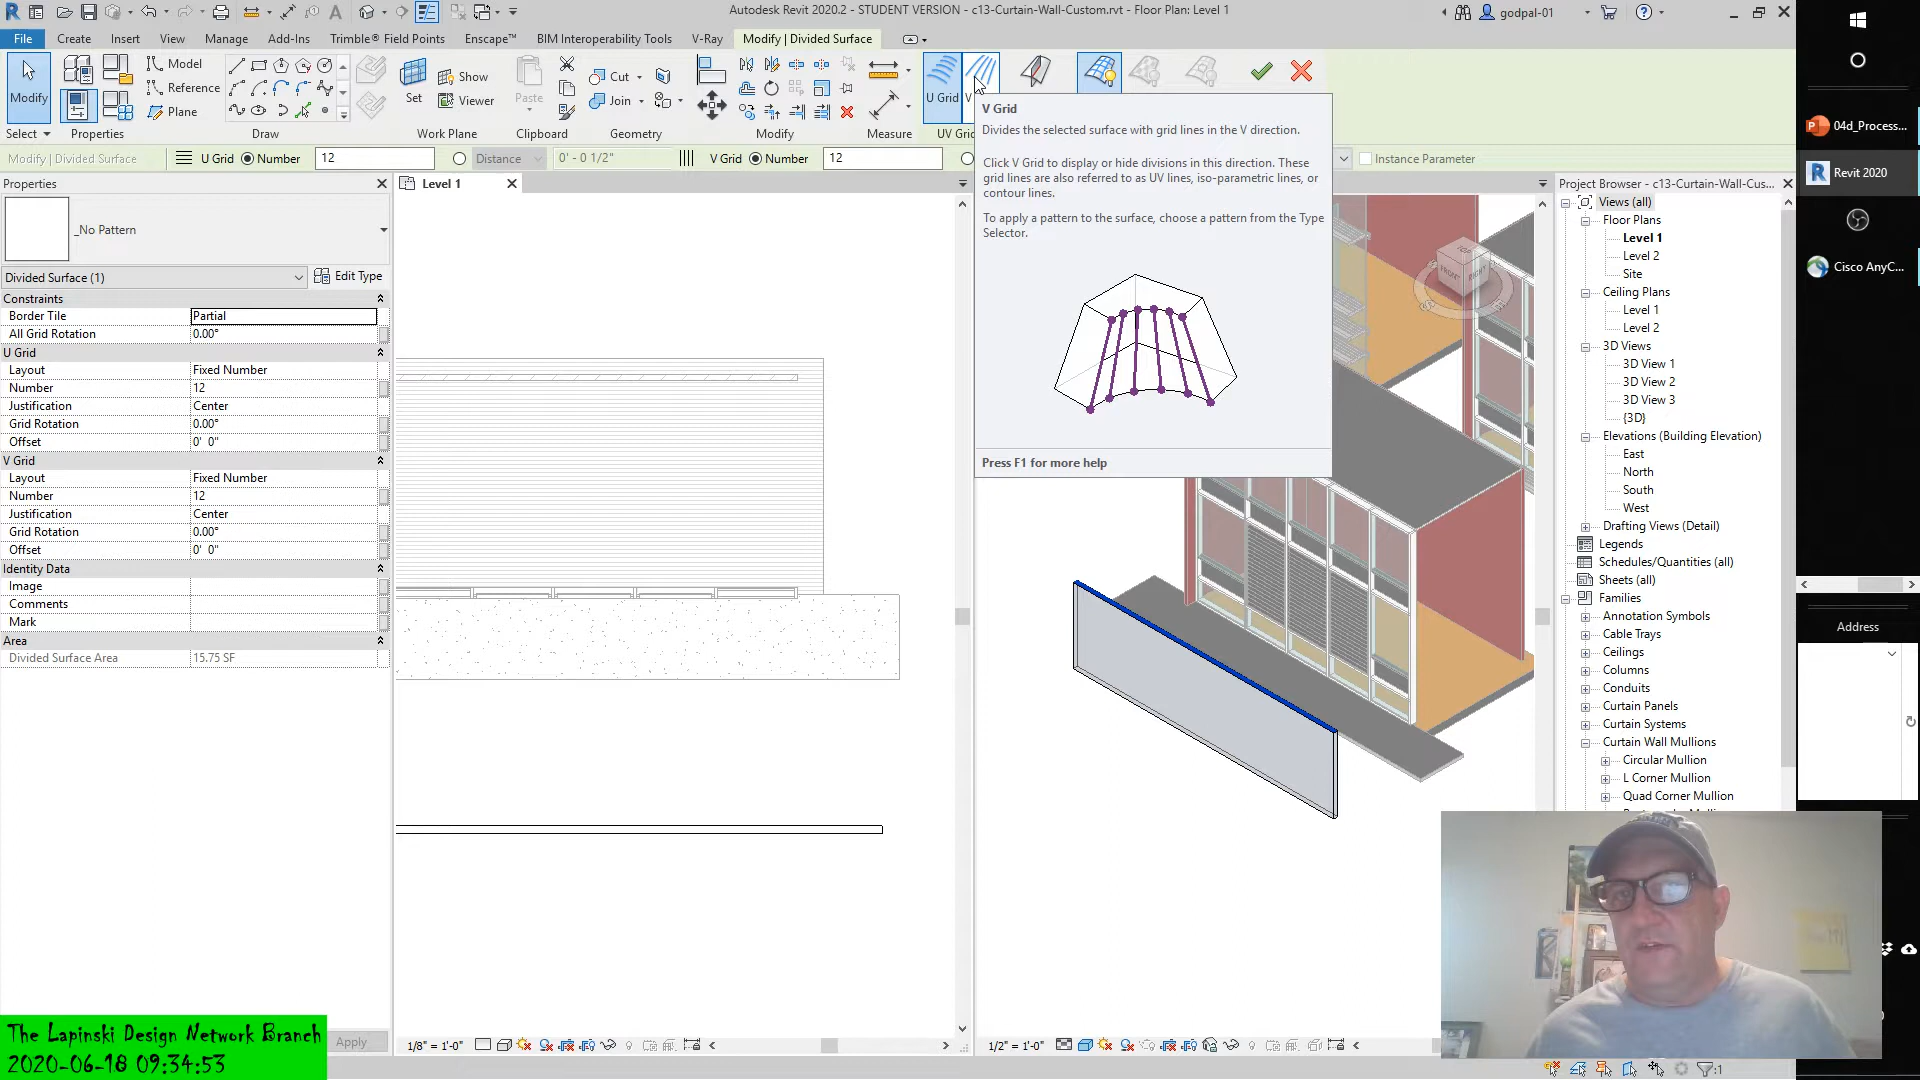 Autodesk Revit 2020.2 - STUDENT VERSION - c13-Curtain-Wall-Custom.rvt - Floor Plan: Level 1
godpal-01
File Create Insert View Manage Add-Ins Trimble® Field Points Enscape™ BIM Interoperability Tools V-Ray Modify | Divided Surface
Modify
Model
Reference
Plane
Set
Show
Viewer
Paste
Cut
Join
U Grid
V
Select Properties Draw Work Plane Clipboard Geometry Modify Measure UV Grid
Modify | Divided Surface U Grid Number 12 Distance 0' - 0 1/2" V Grid Number 12 Instance Parameter
V Grid
Divides the selected surface with grid lines in the V direction.
Click V Grid to display or hide divisions in this direction. These
grid lines are also referred to as UV lines, iso-parametric lines, or
contour lines.
To apply a pattern to the surface, choose a pattern from the Type
Selector.
Press F1 for more help
Properties
_No Pattern
Divided Surface (1) Edit Type
Constraints
Border Tile Partial
All Grid Rotation 0.00°
U Grid
Layout Fixed Number
Number 12
Justification Center
Grid Rotation 0.00°
Offset 0' 0"
V Grid
Layout Fixed Number
Number 12
Justification Center
Grid Rotation 0.00°
Offset 0' 0"
Identity Data
Image
Comments
Mark
Area
Divided Surface Area 15.75 SF
Apply
Level 1
1/8" = 1'-0"
1/2" = 1'-0"
TOP
FRONT
RIGHT
Project Browser - c13-Curtain-Wall-Cus...
Views (all)
Floor Plans
Level 1
Level 2
Site
Ceiling Plans
Level 1
Level 2
3D Views
3D View 1
3D View 2
3D View 3
{3D}
Elevations (Building Elevation)
East
North
South
West
Drafting Views (Detail)
Legends
Schedules/Quantities (all)
Sheets (all)
Families
Annotation Symbols
Cable Trays
Ceilings
Columns
Conduits
Curtain Panels
Curtain Systems
Curtain Wall Mullions
Circular Mullion
L Corner Mullion
Quad Corner Mullion
:1
04d_Process...
Revit 2020
Cisco AnyC...
Address
The Lapinski Design Network Branch
2020-06-18 09:34:53